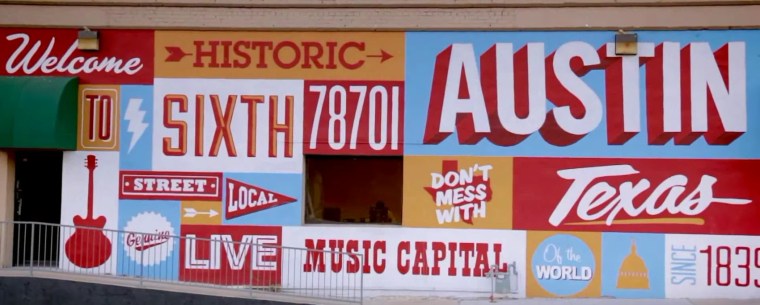 Welcome
TO
HISTORIC
SIXTH
78701
STREET
LOCAL
Genuine
LIVE
MUSIC CAPITAL
Of the
WORLD
AUSTIN
DON'T
MESS
WITH
Texas
SINCE
1839